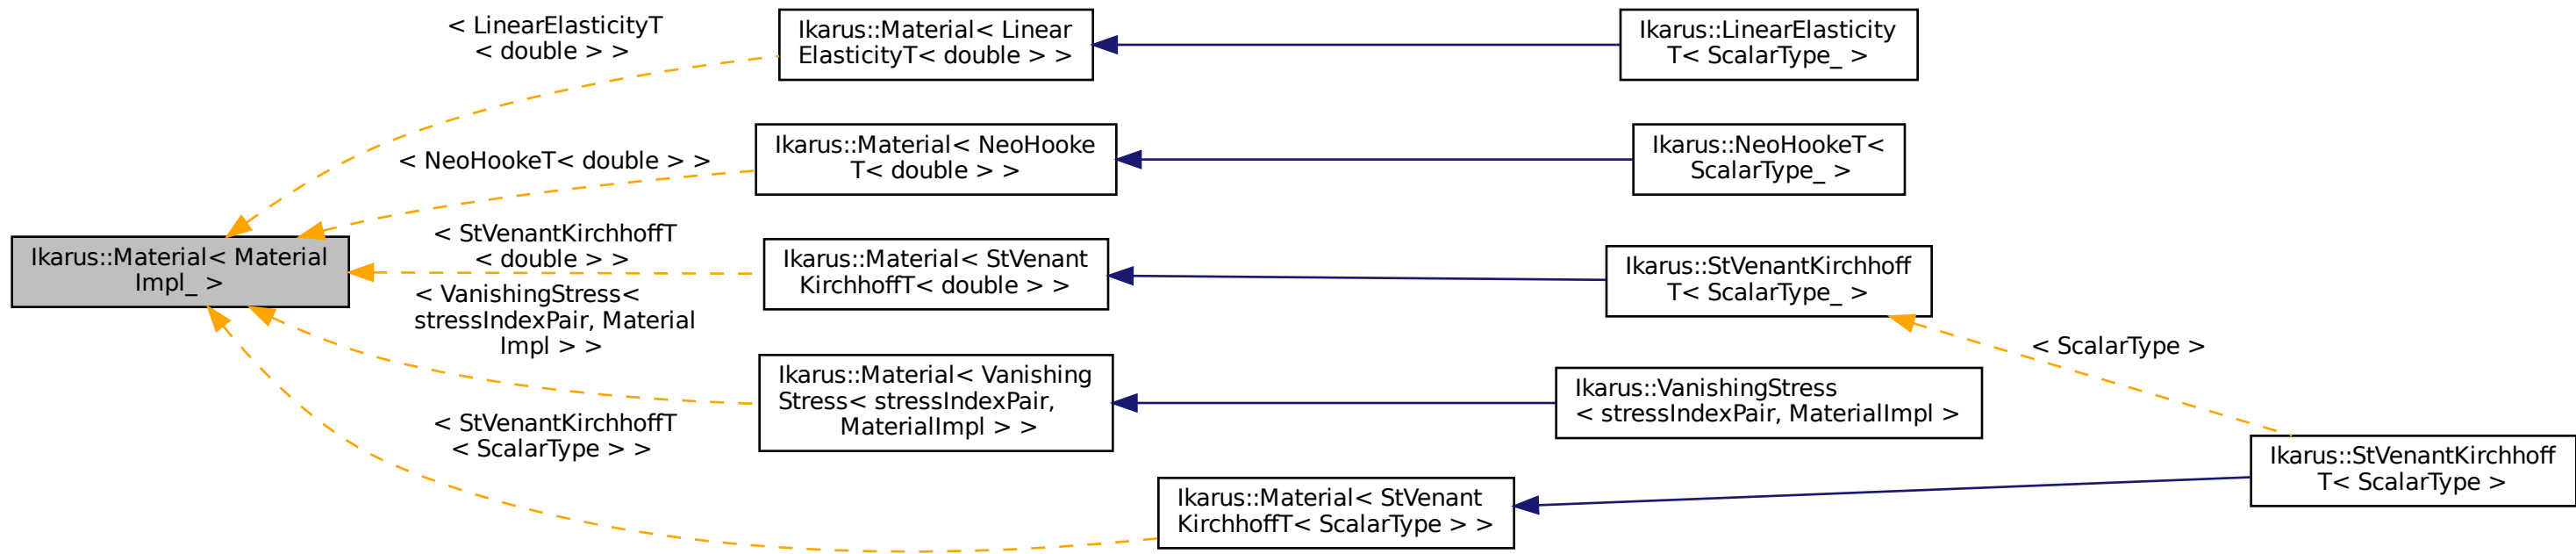 < LinearElasticityT
< double > >
Ikarus::Material< Linear
ElasticityT< double > >
Ikarus::LinearElasticity
T< ScalarType_ >
< NeoHookeT< double > >
Ikarus::Material< NeoHooke
T< double > >
Ikarus::NeoHookeT<
ScalarType_ >
Ikarus::Material< Material
Impl_ >
< StVenantKirchhoffT
< double > >
Ikarus::Material< StVenant
KirchhoffT< double > >
Ikarus::StVenantKirchhoff
T< ScalarType_ >
< VanishingStress<
stressIndexPair, Material
Impl > >
Ikarus::Material< Vanishing
Stress< stressIndexPair,
MaterialImpl > >
Ikarus::VanishingStress
< stressIndexPair, MaterialImpl >
< ScalarType >
< StVenantKirchhoffT
< ScalarType > >
Ikarus::Material< StVenant
KirchhoffT< ScalarType > >
Ikarus::StVenantKirchhoff
T< ScalarType >